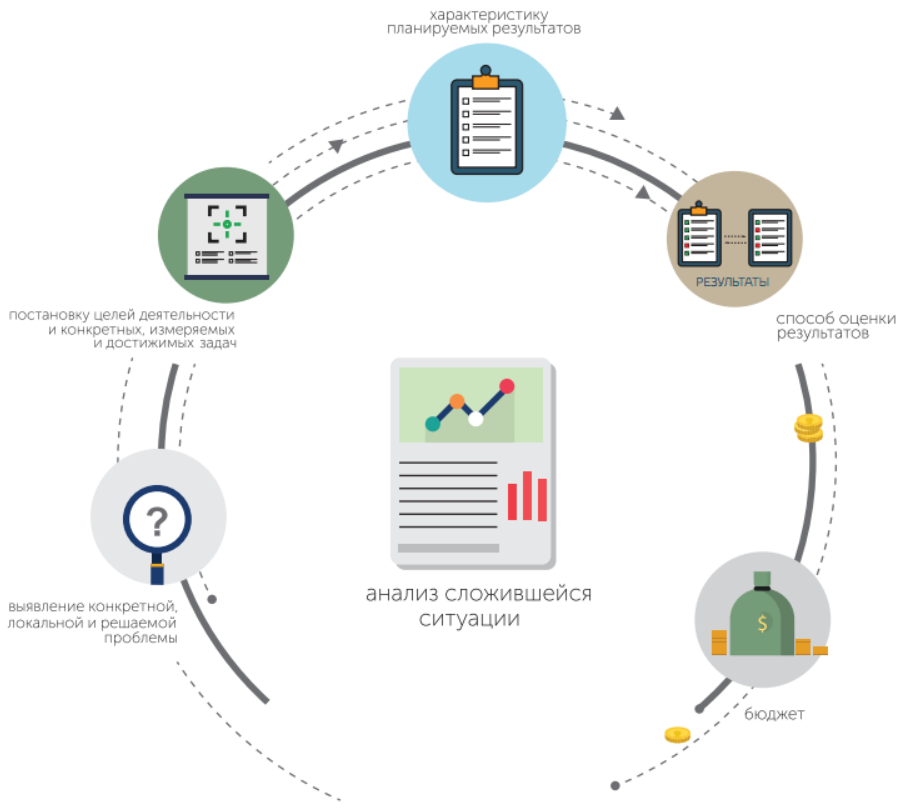 характеристику
планируемых результатов
РЕЗУЛЬТАТЫ
постановку целей деятельности
и конкретных, измеряемых
и достижимых задач
способ оценки
результатов
?
анализ сложившейся
ситуации
выявление конкретной,
локальной и решаемой
проблемы
$
бюджет